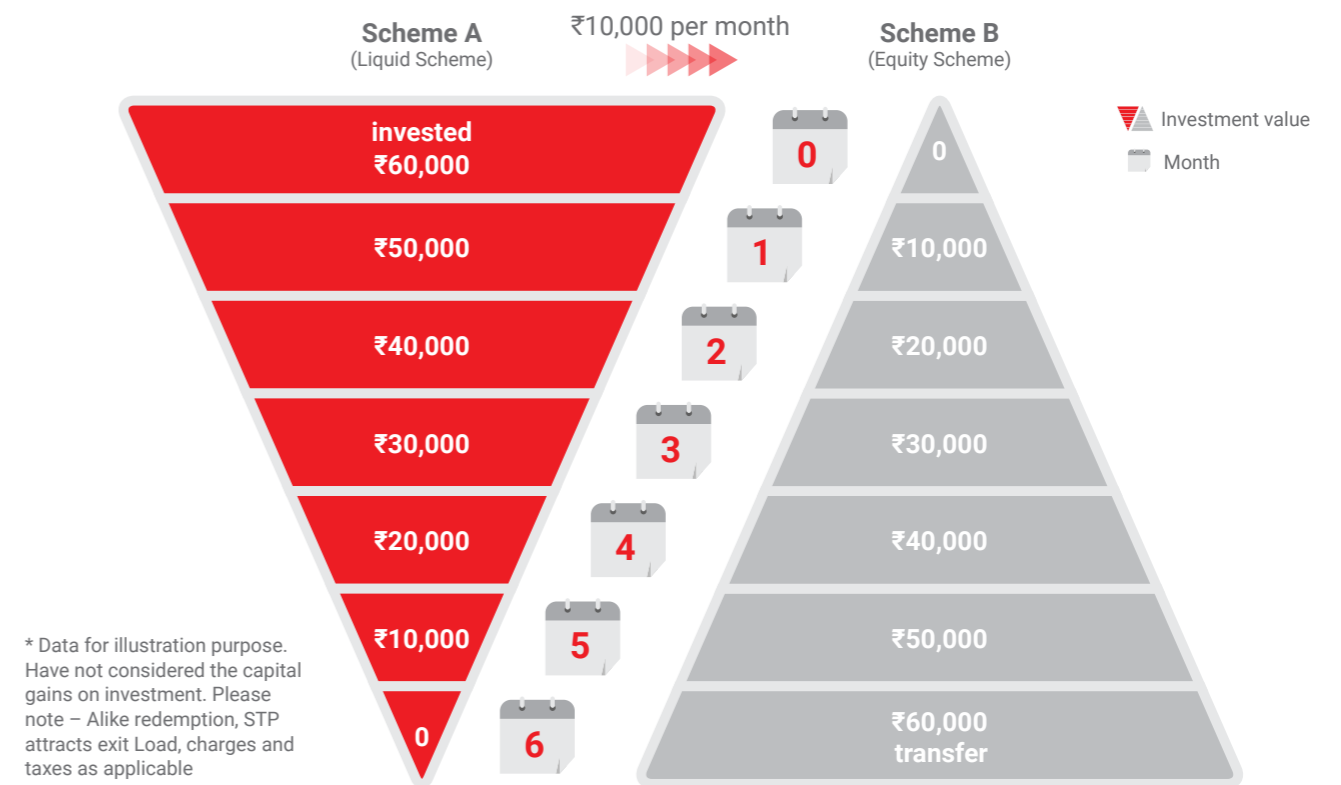 Scheme A
(Liquid Scheme)
₹10,000 per month
Scheme B
(Equity Scheme)
Investment value
Month
invested
₹60,000
0
0
₹50,000
1
₹10,000
₹40,000
2
₹20,000
₹30,000
3
₹30,000
₹20,000
4
₹40,000
₹10,000
5
₹50,000
0
6
₹60,000
transfer
* Data for illustration purpose.
Have not considered the capital
gains on investment. Please
note – Alike redemption, STP
attracts exit Load, charges and
taxes as applicable